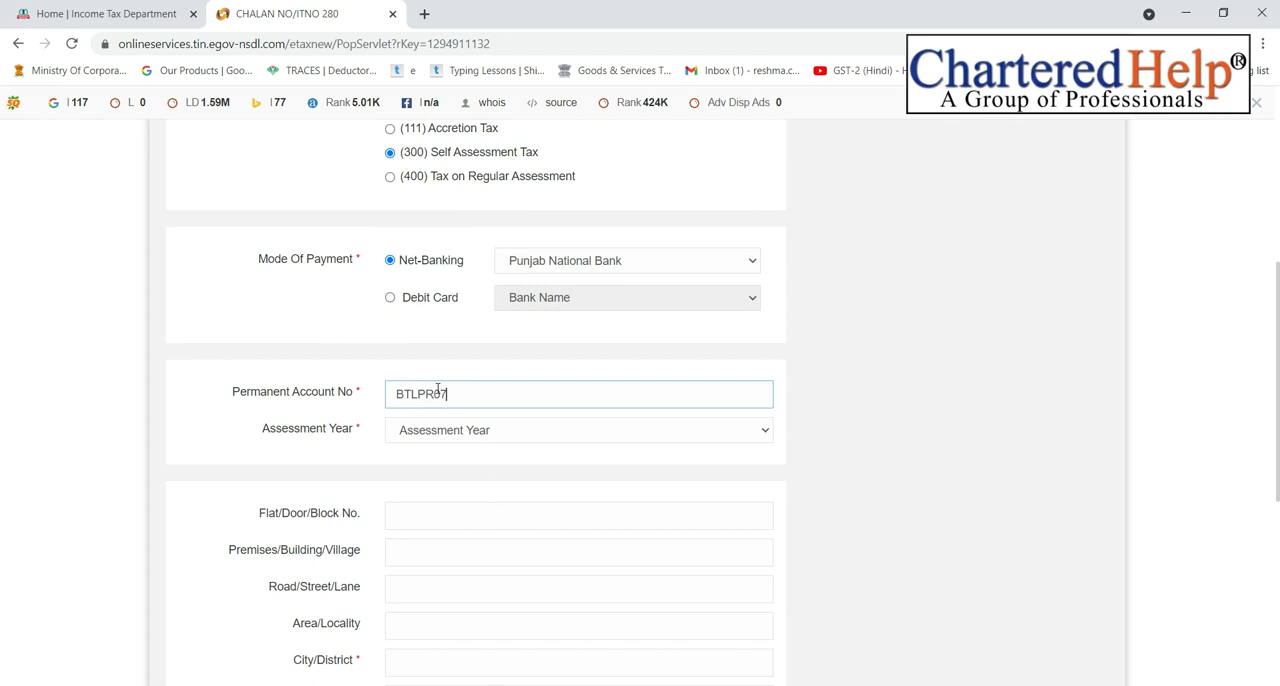 Home | Income Tax Department
CHALAN NO/ITNO 280
onlineservices.tin.egov-nsdl.com/etaxnew/PopServlet?rKey=1294911132
Ministry Of Corpora... Our Products | Goo... TRACES | Deductor... e Typing Lessons | Shi... Goods & Services T... Inbox (1) - reshma.c... GST-2 (Hindi) - H ng list
CharteredHelp®
A Group of Professionals
I 117 L 0 LD 1.59M I 77 Rank 5.01K I n/a whois source Rank 424K Adv Disp Ads 0
(111) Accretion Tax
(300) Self Assessment Tax
(400) Tax on Regular Assessment
Mode Of Payment * Net-Banking Punjab National Bank
Debit Card Bank Name
Permanent Account No * BTLPR67
Assessment Year * Assessment Year
Flat/Door/Block No.
Premises/Building/Village
Road/Street/Lane
Area/Locality
City/District *